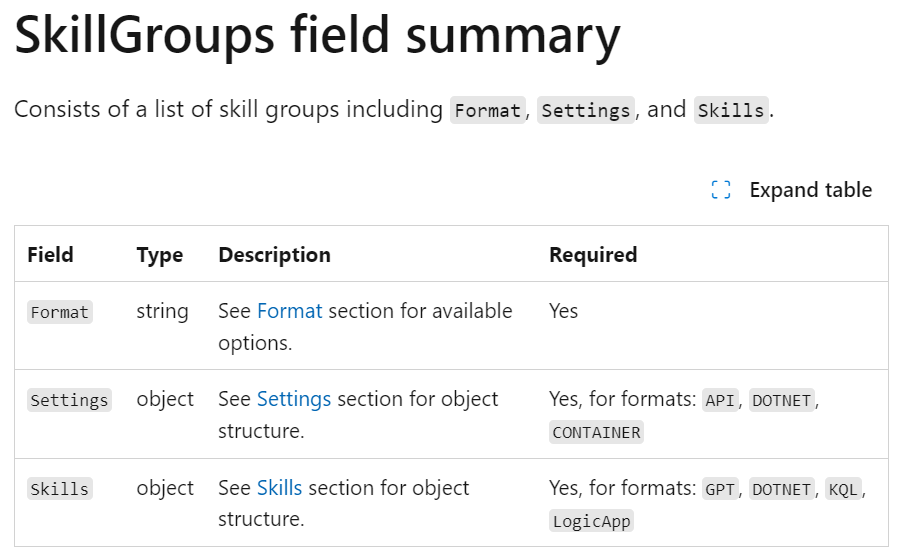 SkillGroups field summary
Consists of a list of skill groups including Format, Settings, and Skills.
Expand table
Field Type Description Required
Format string See Format section for available Yes
options.
Settings object See Settings section for object Yes, for formats: API, DOTNET,
structure. CONTAINER
Skills object See Skills section for object Yes, for formats: GPT, DOTNET, KQL,
structure. LogicApp